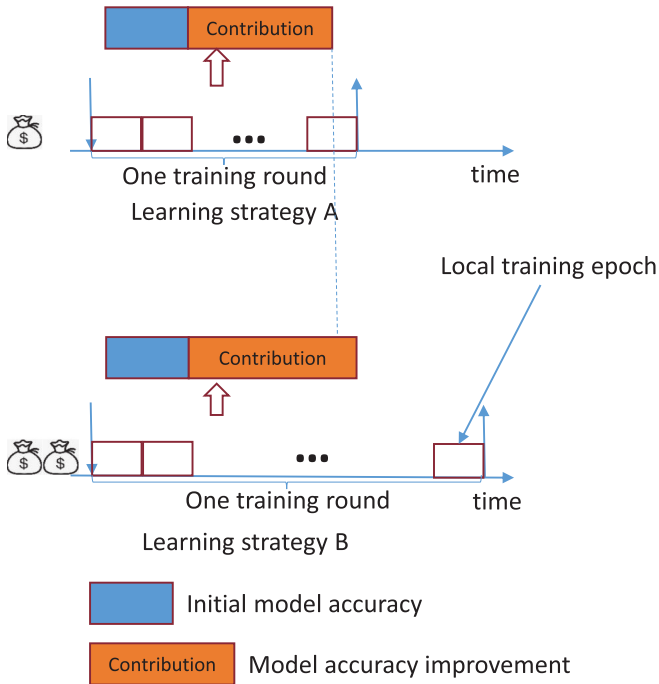 Contribution
$
One training round
time
Learning strategy A
Local training epoch
Contribution
$ $
One training round
time
Learning strategy B
Initial model accuracy
Contribution Model accuracy improvement